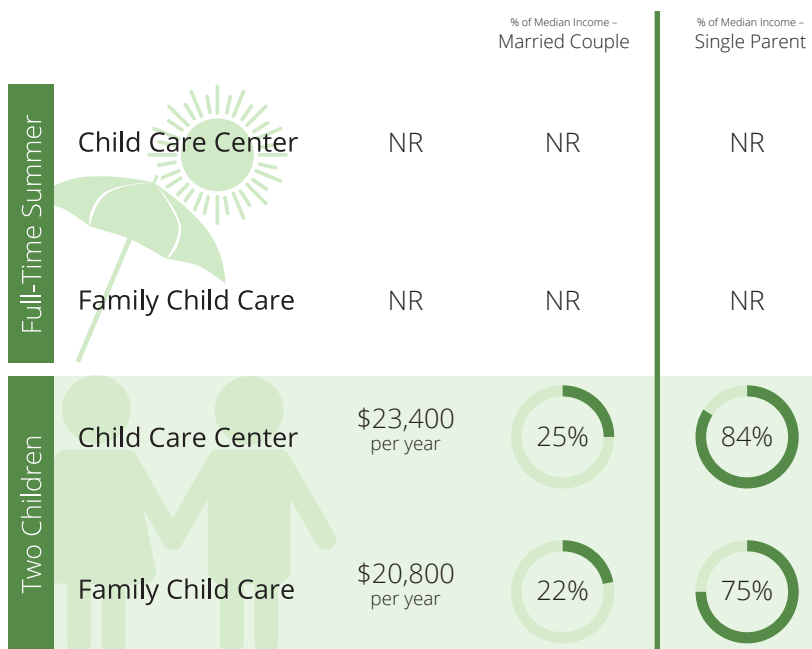 % of Median Income –
Married Couple
% of Median Income –
Single Parent
Full-Time Summer
Child Care Center
NR
NR
NR
Family Child Care
NR
NR
NR
Two Children
Child Care Center
$23,400
per year
25%
84%
Family Child Care
$20,800
per year
22%
75%